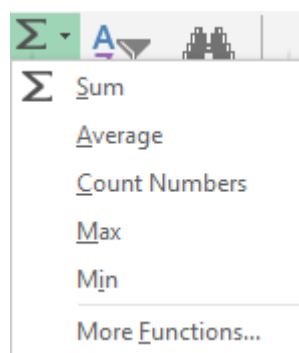 Σ A
Σ Sum
Average
Count Numbers
Max
Min
More Functions...